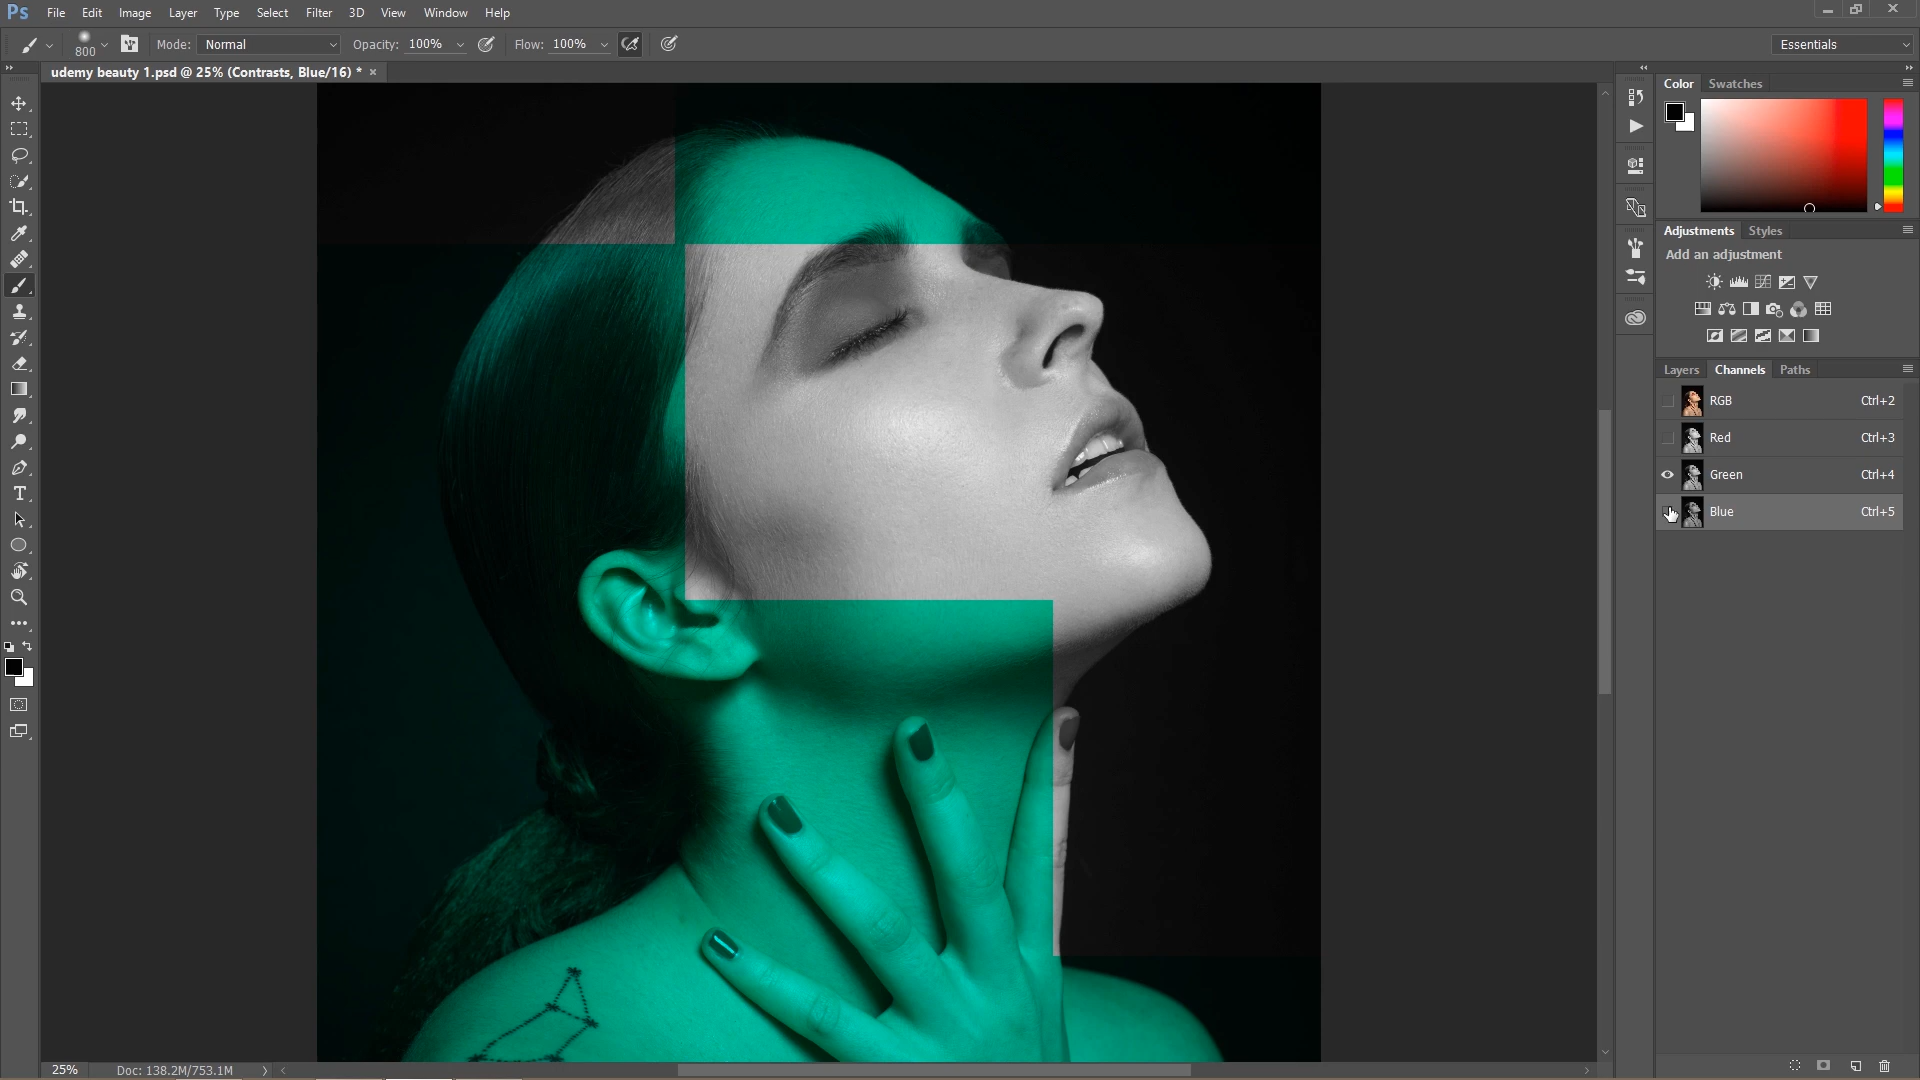 Ps File Edit Image Layer Type Select Filter 3D View Window Help
800 Mode: Normal Opacity: 100% Flow: 100% Essentials
udemy beauty 1.psd @ 25% (Contrasts, Blue/16) * ×
Color Swatches
Adjustments Styles
Add an adjustment
Layers Channels Paths
RGB Ctrl+2
Red Ctrl+3
Green Ctrl+4
Blue Ctrl+5
25% Doc: 138.2M/753.1M